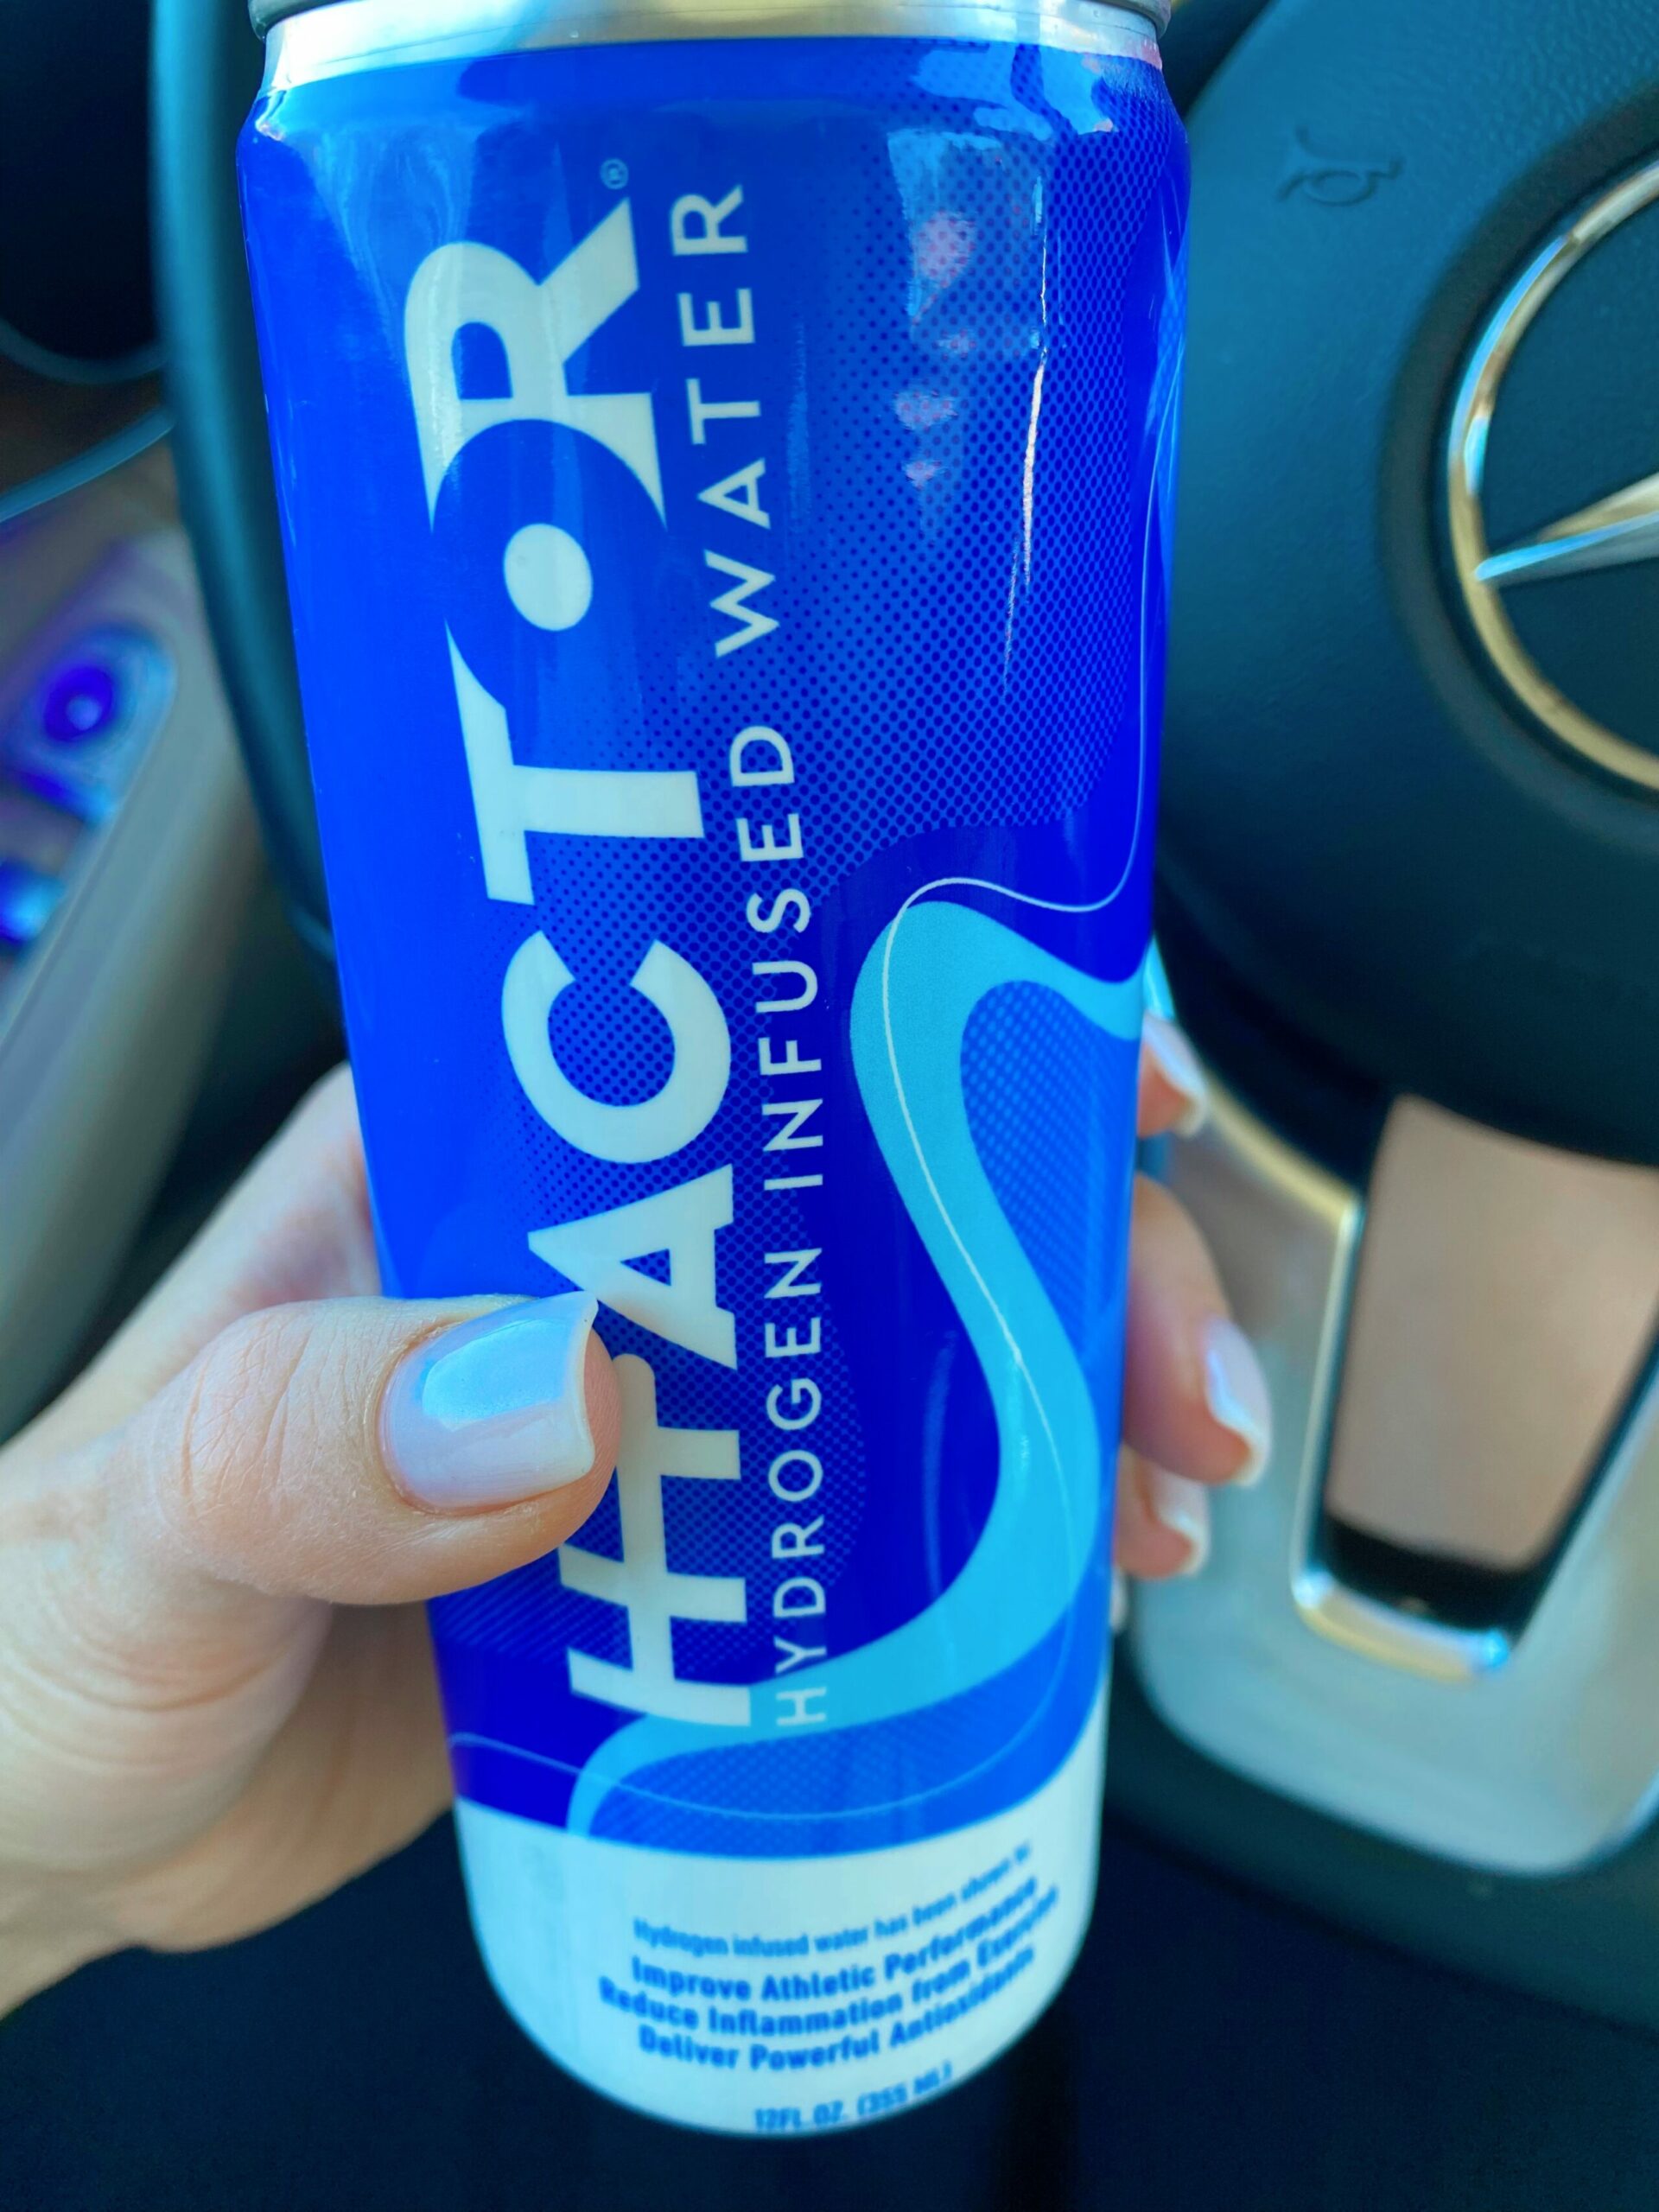 HFACTOR®
HYDROGEN INFUSED WATER
Hydrogen infused water has been shown to
Improve Athletic Performance
Reduce Inflammation from Exercise
Deliver Powerful Antioxidants
12FL.OZ. (355 ML)